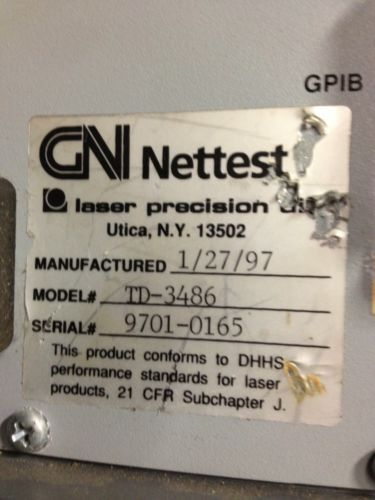 GPIB
GN Nettest
laser precision
Utica, N.Y. 13502
MANUFACTURED 1/27/97
MODEL# TD-3486
SERIAL# 9701-0165
This product conforms to DHHS
performance standards for laser
products, 21 CFR Subchapter J.